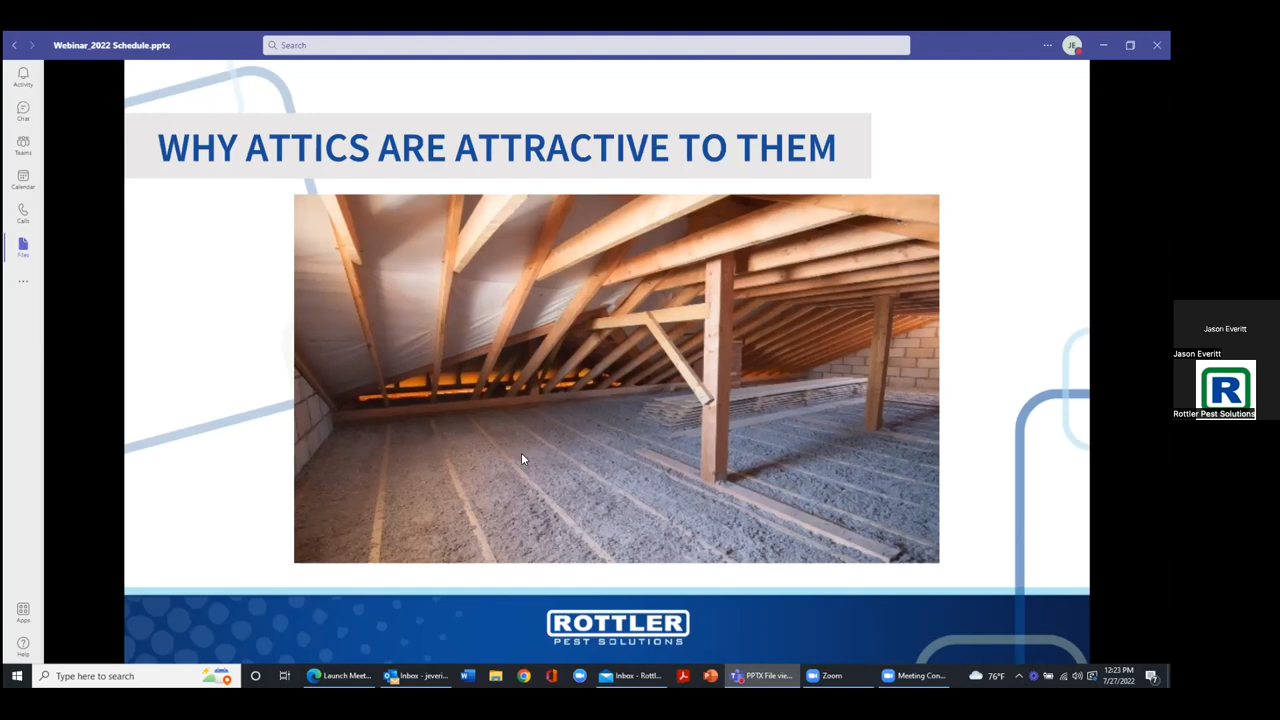 Webinar_2022 Schedule.pptx
Search
JE
Activity
Chat
Teams
Calendar
Calls
Files
Apps
Help
WHY ATTICS ARE ATTRACTIVE TO THEM
ROTTLER
PEST SOLUTIONS
Jason Everitt
Jason Everitt
R
Rottler Pest Solutions
Type here to search
Launch Meet...
Inbox - jeveri...
Inbox - Rottl...
PPTX File vie...
Zoom
Meeting Con...
76°F
12:23 PM
7/27/2022
7